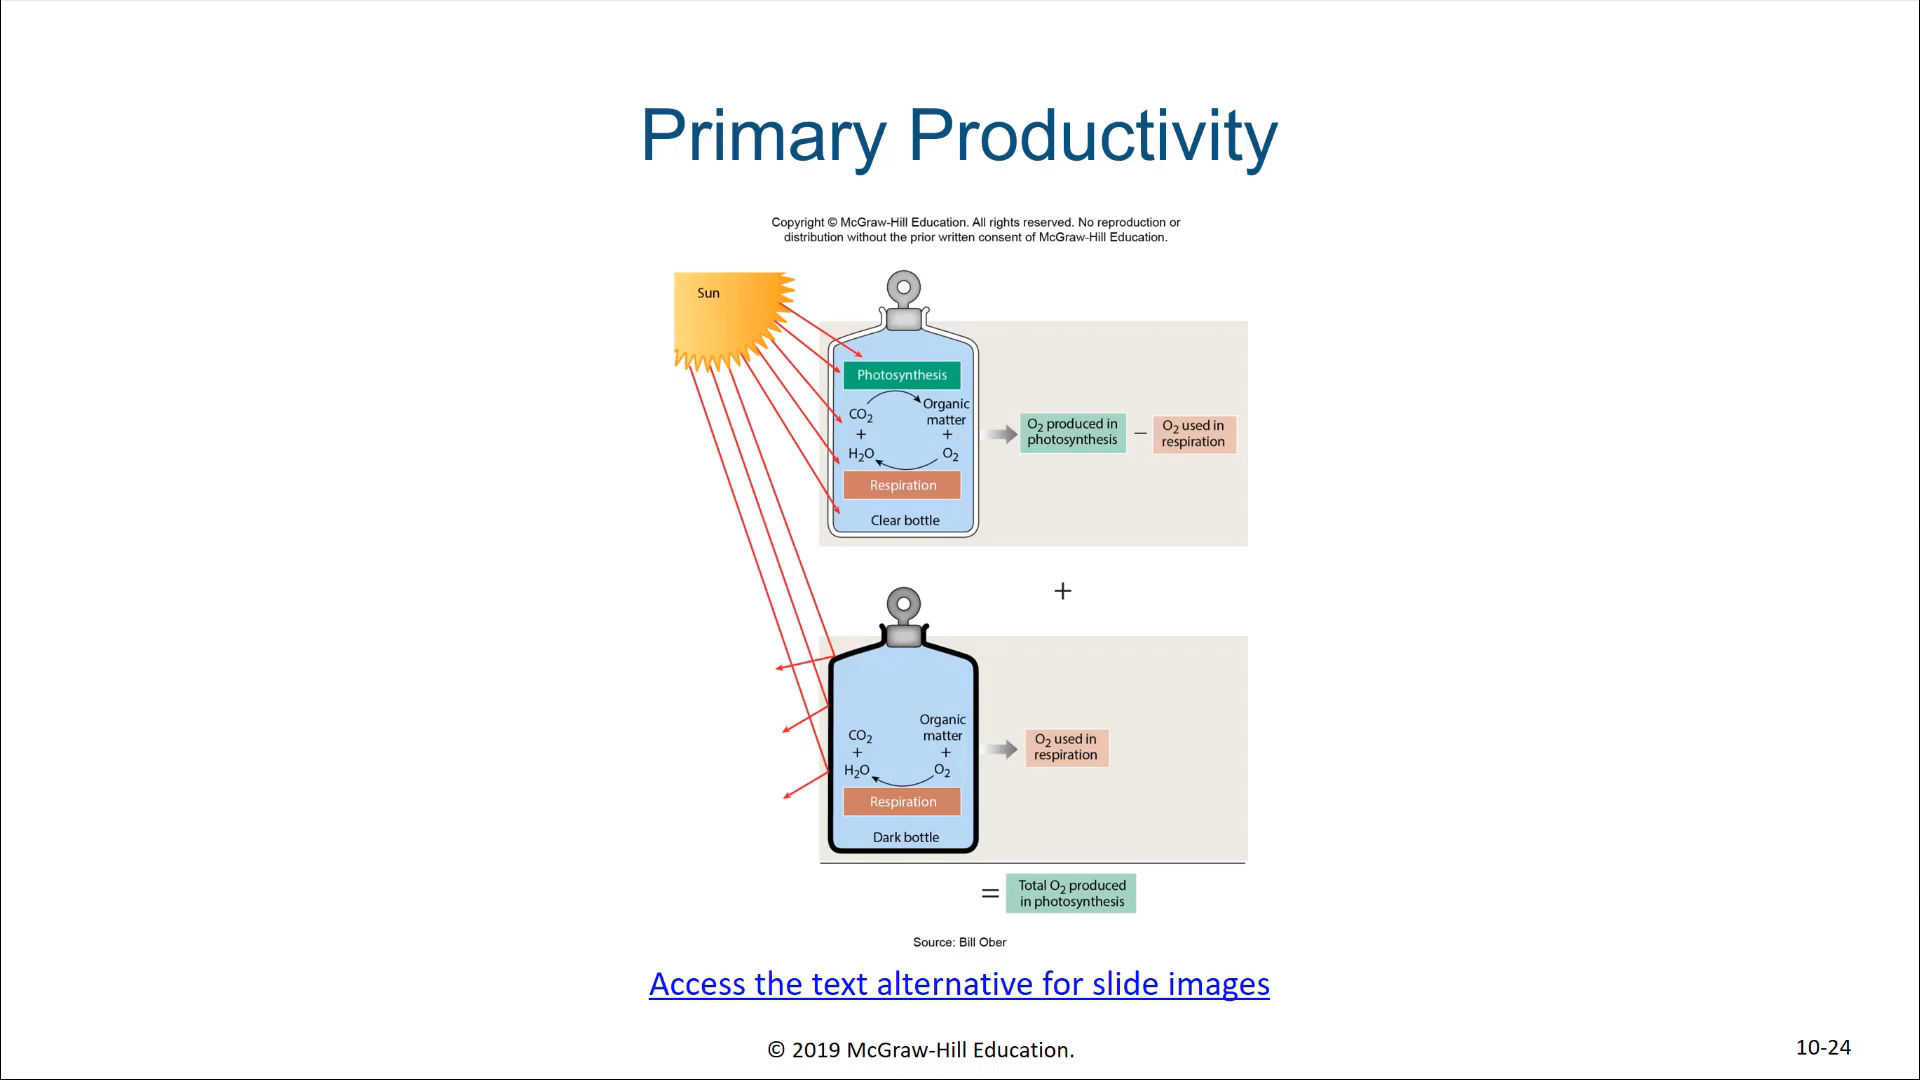 Primary Productivity
Copyright © McGraw-Hill Education. All rights reserved. No reproduction or
distribution without the prior written consent of McGraw-Hill Education.
Sun
Photosynthesis
CO₂
+
H₂O
Organic
matter
+
O₂
Respiration
Clear bottle
O₂ produced in
photosynthesis
−
O₂ used in
respiration
+
CO₂
+
H₂O
Organic
matter
+
O₂
Respiration
Dark bottle
O₂ used in
respiration
=
Total O₂ produced
in photosynthesis
Source: Bill Ober
Access the text alternative for slide images
© 2019 McGraw-Hill Education.
10-24